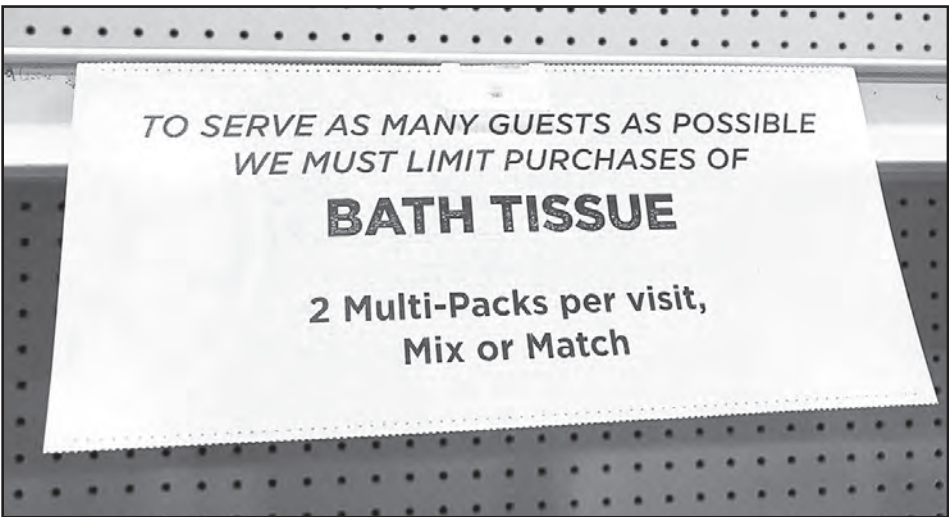 TO SERVE AS MANY GUESTS AS POSSIBLE
WE MUST LIMIT PURCHASES OF
BATH TISSUE
2 Multi-Packs per visit,
Mix or Match